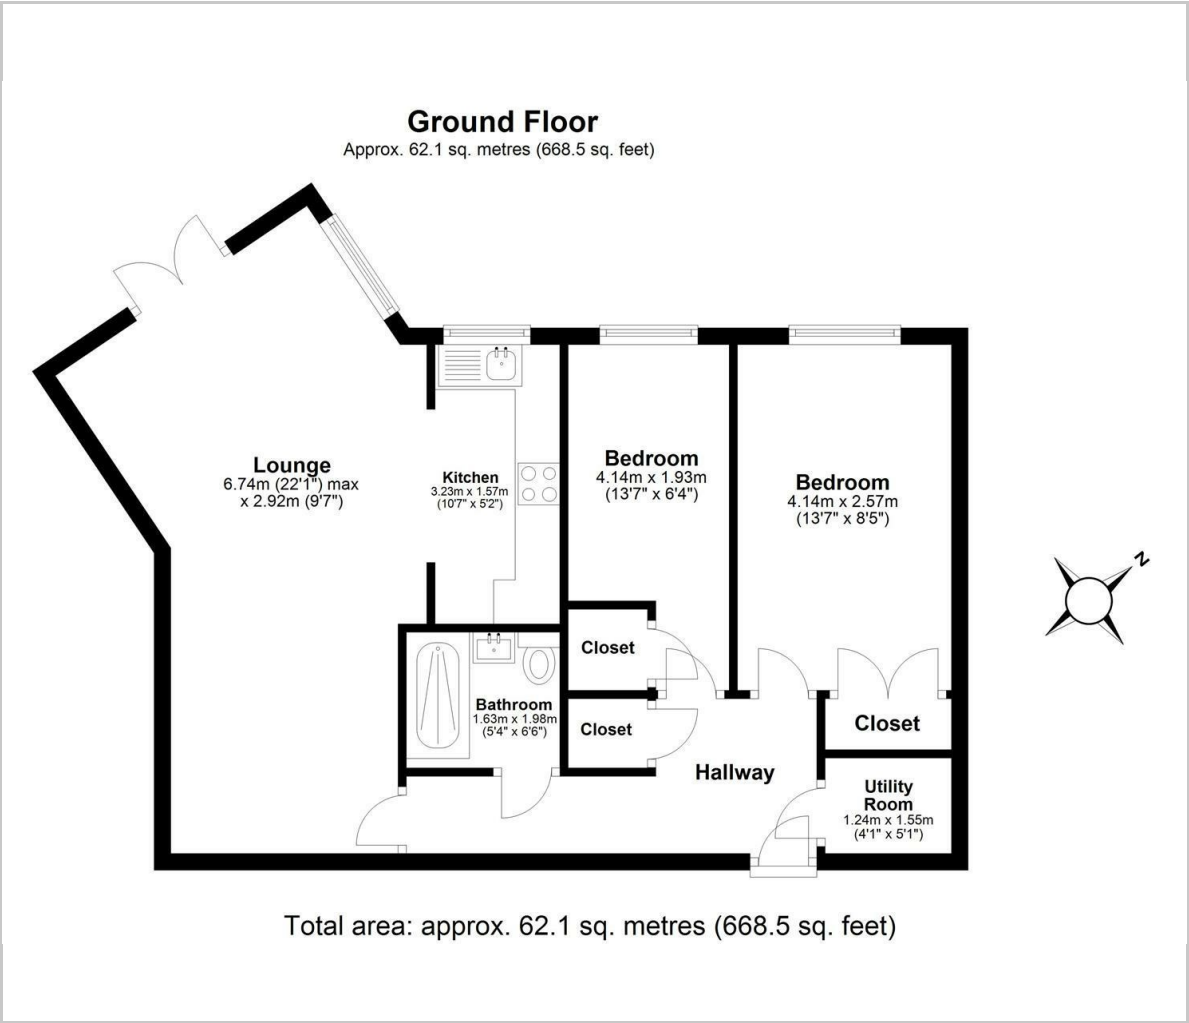 Ground Floor
Approx. 62.1 sq. metres (668.5 sq. feet)
Lounge
6.74m (22'1") max
x 2.92m (9'7")
Kitchen
3.23m x 1.57m
(10'7" x 5'2")
Bedroom
4.14m x 1.93m
(13'7" x 6'4")
Bedroom
4.14m x 2.57m
(13'7" x 8'5")
N
Closet
Bathroom
1.63m x 1.98m
(5'4" x 6'6")
Closet
Closet
Hallway
Utility
Room
1.24m x 1.55m
(4'1" x 5'1")
Total area: approx. 62.1 sq. metres (668.5 sq. feet)